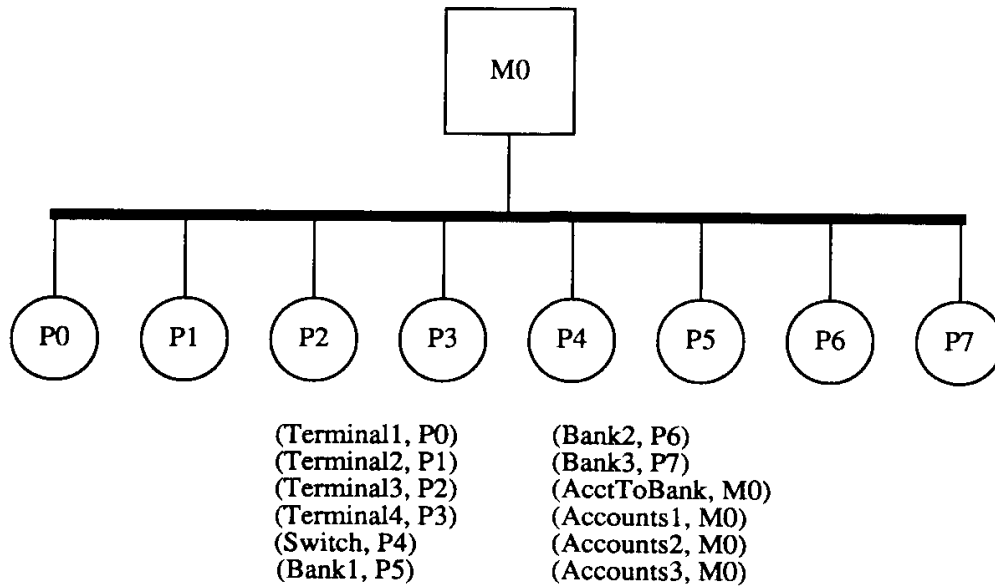 M0
P0 P1 P2 P3 P4 P5 P6 P7
(Terminal1, P0)
(Terminal2, P1)
(Terminal3, P2)
(Terminal4, P3)
(Switch, P4)
(Bank1, P5)
(Bank2, P6)
(Bank3, P7)
(AcctToBank, M0)
(Accounts1, M0)
(Accounts2, M0)
(Accounts3, M0)